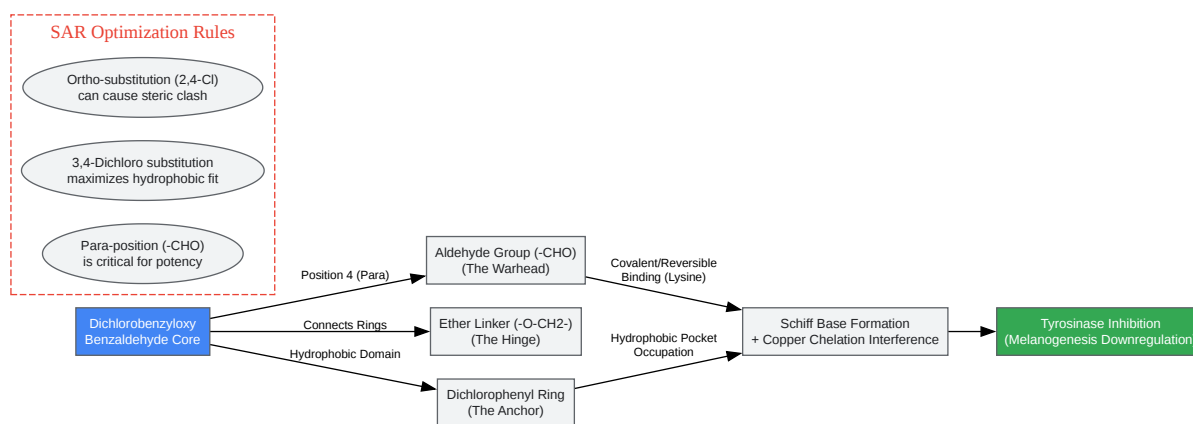 SAR Optimization Rules
Ortho-substitution (2,4-Cl)
can cause steric clash
3,4-Dichloro substitution
maximizes hydrophobic fit
Para-position (-CHO)
is critical for potency
Dichlorobenzyloxy
Benzaldehyde Core
Position 4 (Para)
Connects Rings
Hydrophobic Domain
Aldehyde Group (-CHO)
(The Warhead)
Ether Linker (-O-CH2-)
(The Hinge)
Dichlorophenyl Ring
(The Anchor)
Covalent/Reversible
Binding (Lysine)
Hydrophobic Pocket
Occupation
Schiff Base Formation
+ Copper Chelation Interference
Tyrosinase Inhibition
(Melanogenesis Downregulation